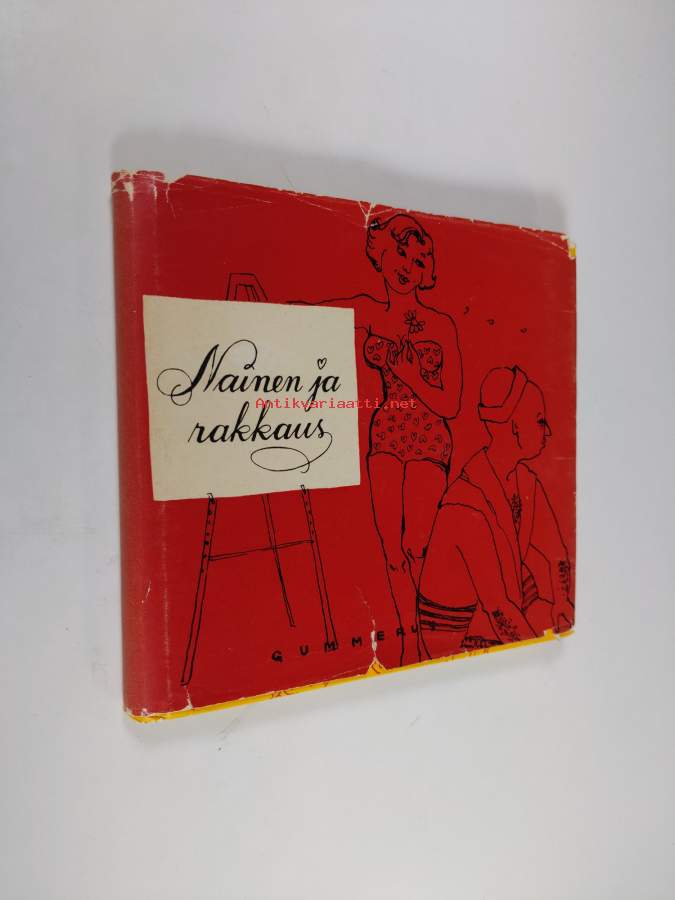 Nainen ja
Antikvariaatti.net
rakkaus
GUMMERUS